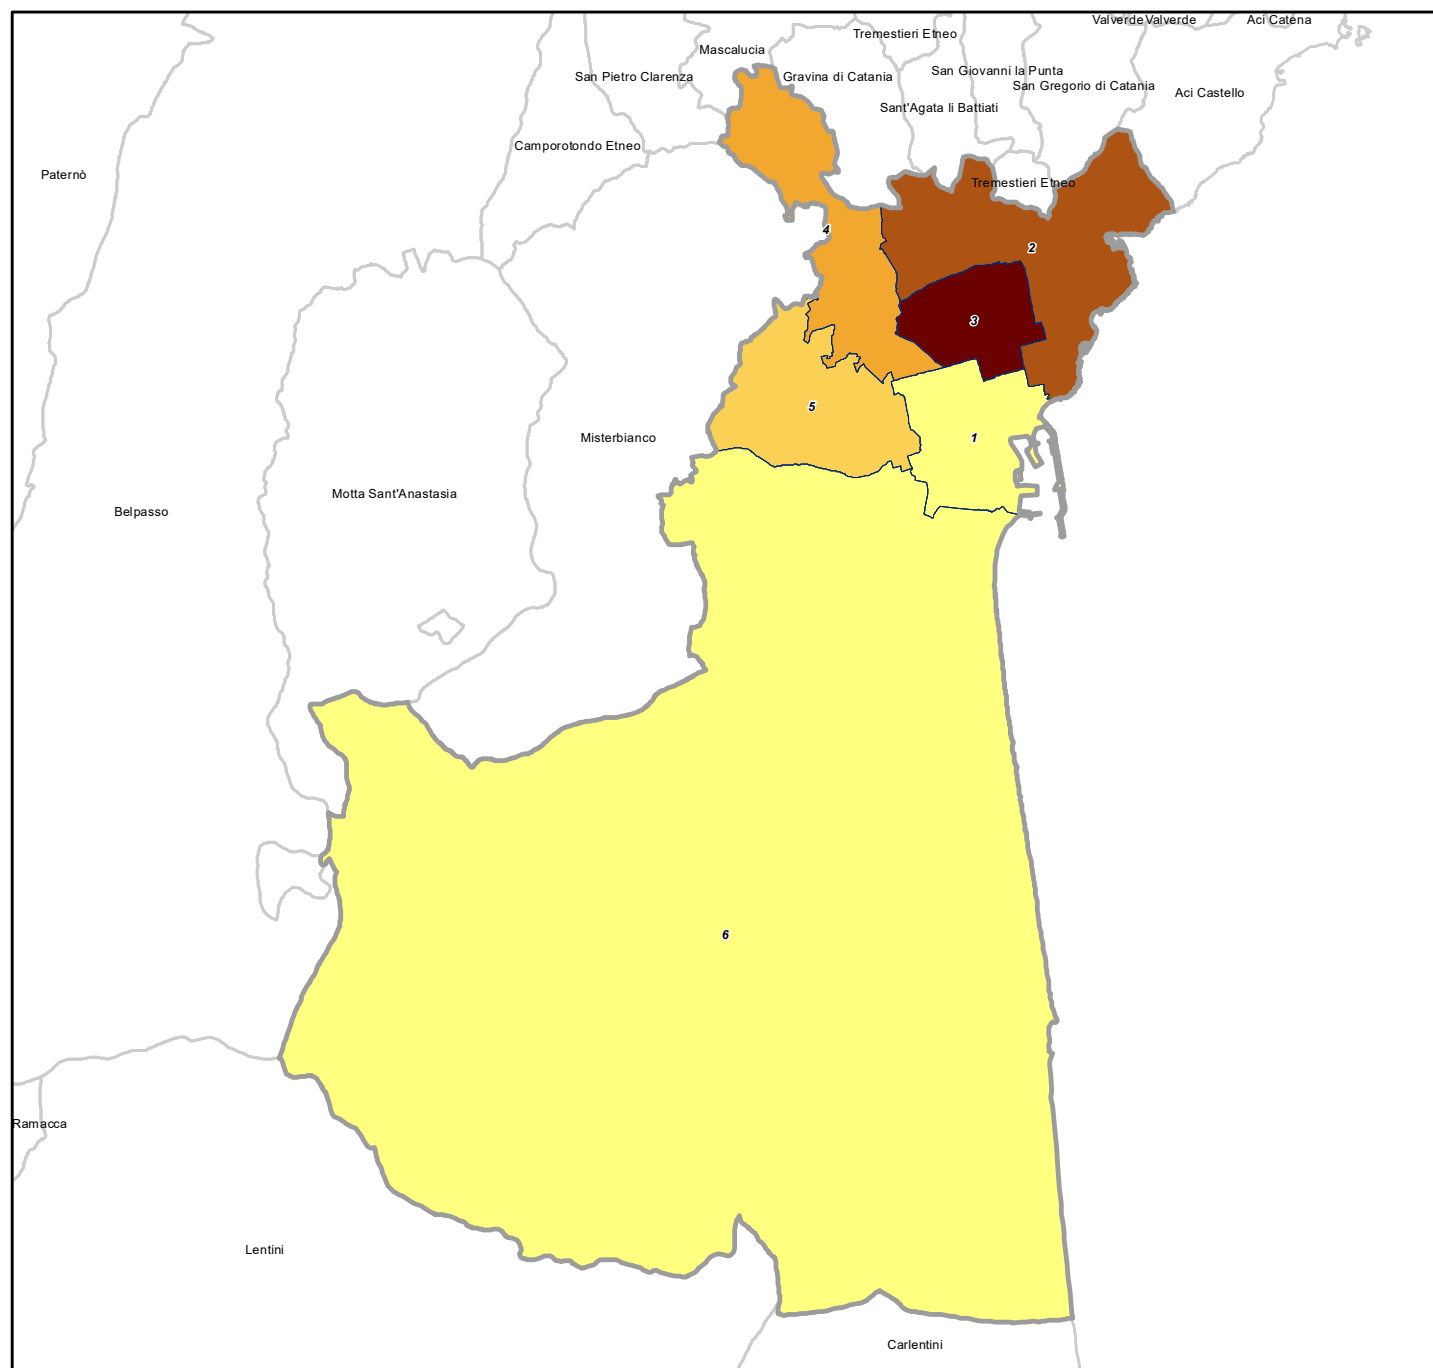 ValverdeValverde
Aci Catena
Tremestieri Etneo
Mascalucia
San Giovanni la Punta
San Pietro Clarenza
Gravina di Catania
San Gregorio di Catania
Aci Castello
Sant'Agata li Battiati
Camporotondo Etneo
Paternò
Tremestieri Etneo
4
2
3
5
Misterbianco
1
Motta Sant'Anastasia
Belpasso
6
Ramacca
Lentini
Carlentini